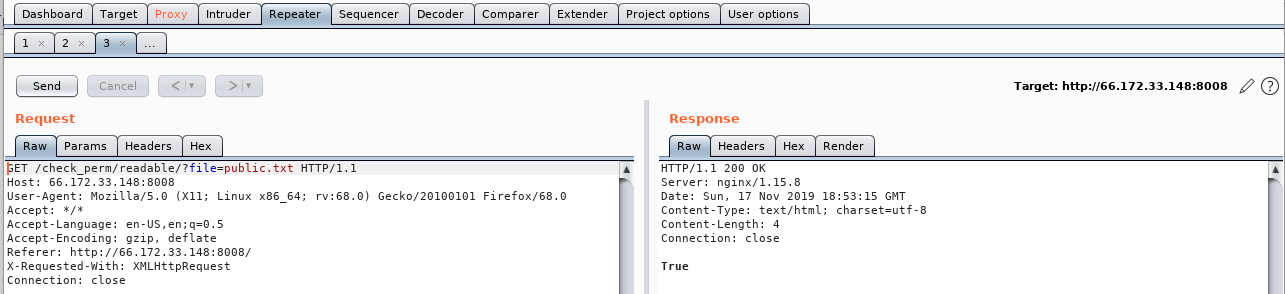 Dashboard Target Proxy Intruder Repeater Sequencer Decoder Comparer Extender Project options User options
1 × 2 × 3 × ...
Send Cancel < | ▾ > | ▾ Target: http://66.172.33.148:8008 ?
Request
Raw Params Headers Hex
GET /check_perm/readable/?file=public.txt HTTP/1.1
Host: 66.172.33.148:8008
User-Agent: Mozilla/5.0 (X11; Linux x86_64; rv:68.0) Gecko/20100101 Firefox/68.0
Accept: */*
Accept-Language: en-US,en;q=0.5
Accept-Encoding: gzip, deflate
Referer: http://66.172.33.148:8008/
X-Requested-With: XMLHttpRequest
Connection: close
Response
Raw Headers Hex Render
HTTP/1.1 200 OK
Server: nginx/1.15.8
Date: Sun, 17 Nov 2019 18:53:15 GMT
Content-Type: text/html; charset=utf-8
Content-Length: 4
Connection: close
True